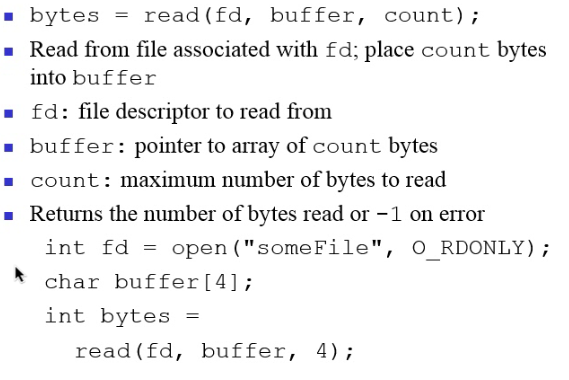 bytes = read(fd, buffer, count);
Read from file associated with fd; place count bytes
into buffer
fd: file descriptor to read from
buffer: pointer to array of count bytes
count: maximum number of bytes to read
Returns the number of bytes read or -1 on error
int fd = open("someFile", O_RDONLY);
char buffer[4];
int bytes =
read(fd, buffer, 4);